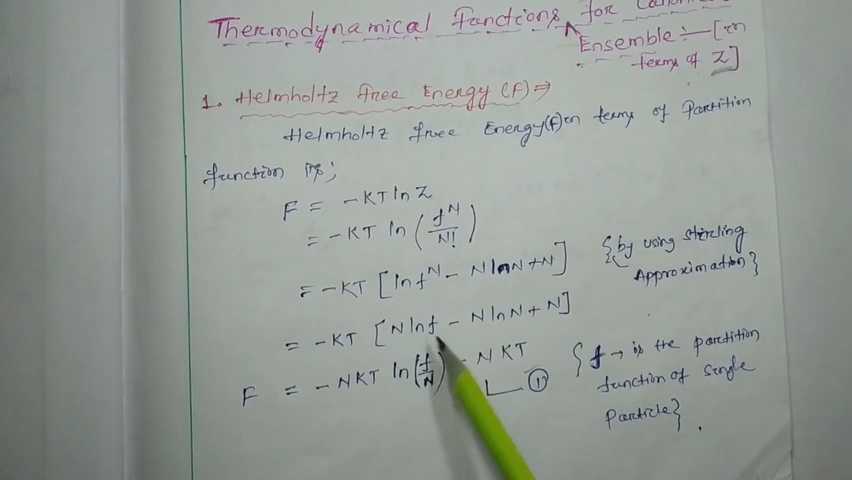 Thermodynamical functions for
Ensemble :- [in
terms of Z]
1. Helmholtz free Energy (F) ⇒
Helmholtz free Energy(F) in terms of Partition
function is;
F = -KT ln Z
= -KT ln (f^N / N!)
= -KT [ln f^N - N ln N + N] {by using Sterling
Approximation}
= -KT [N ln f - N ln N + N]
F = -NKT ln (f/N) - NKT ① {f → is the partition
function of single
Particle}